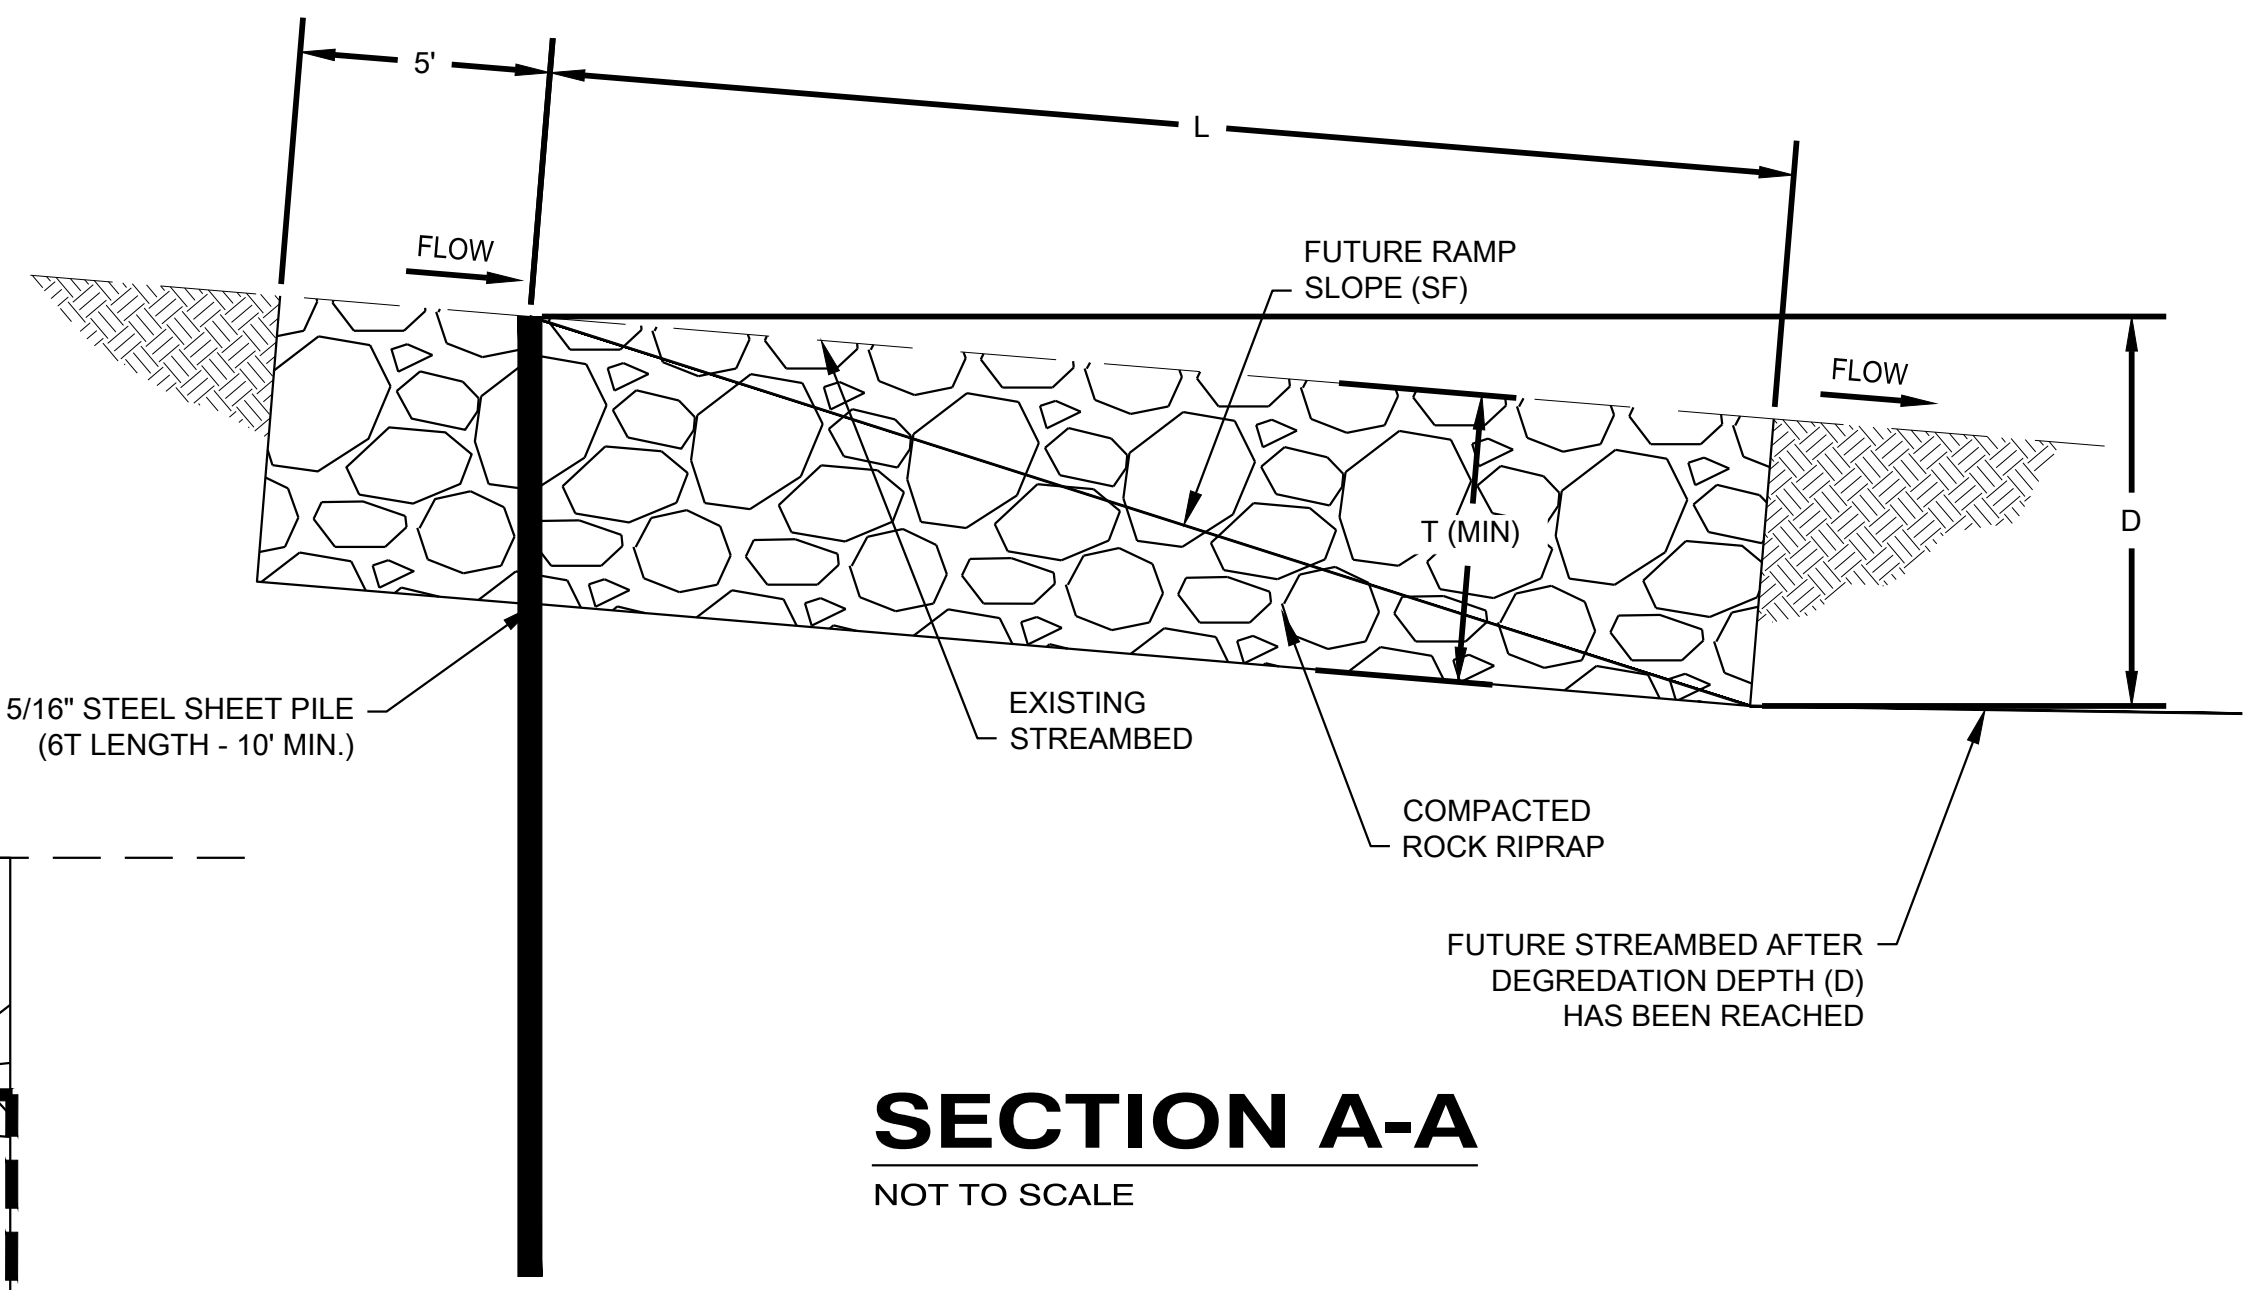 5'
L
FLOW
FUTURE RAMP
SLOPE (SF)
FLOW
T (MIN)
D
5/16" STEEL SHEET PILE
(6T LENGTH - 10' MIN.)
EXISTING
STREAMBED
COMPACTED
ROCK RIPRAP
FUTURE STREAMBED AFTER
DEGREDATION DEPTH (D)
HAS BEEN REACHED
SECTION A-A
NOT TO SCALE